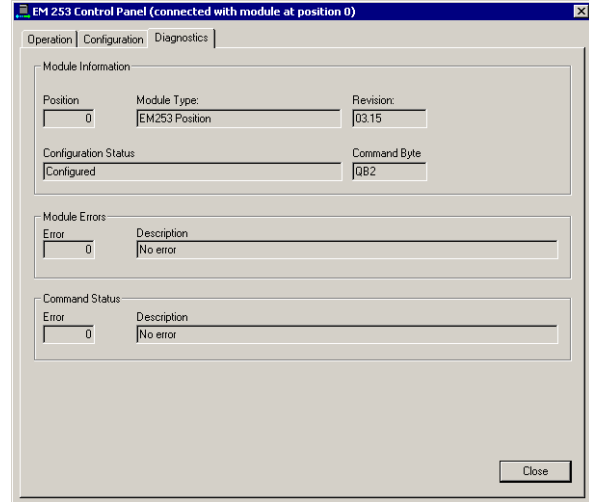 EM 253 Control Panel (connected with module at position 0)
Operation Configuration Diagnostics
Module Information
Position Module Type: Revision:
0 EM253 Position 03.15
Configuration Status Command Byte
Configured QB2
Module Errors
Error Description
0 No error
Command Status
Error Description
0 No error
Close